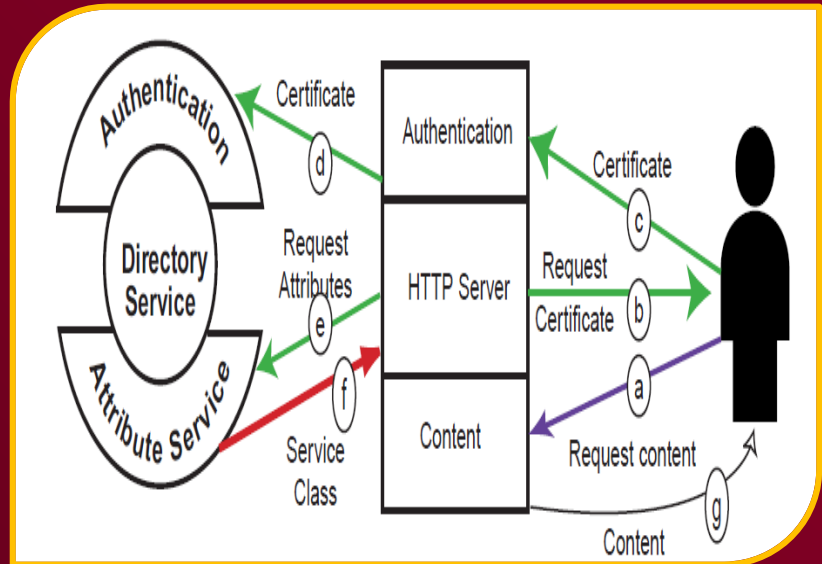 Authentication
Directory
Service
Attribute Service
Certificate
d
Request
Attributes
e
f
Service
Class
Authentication
HTTP Server
Content
Certificate
c
Request
b
Certificate
a
Request content
g
Content